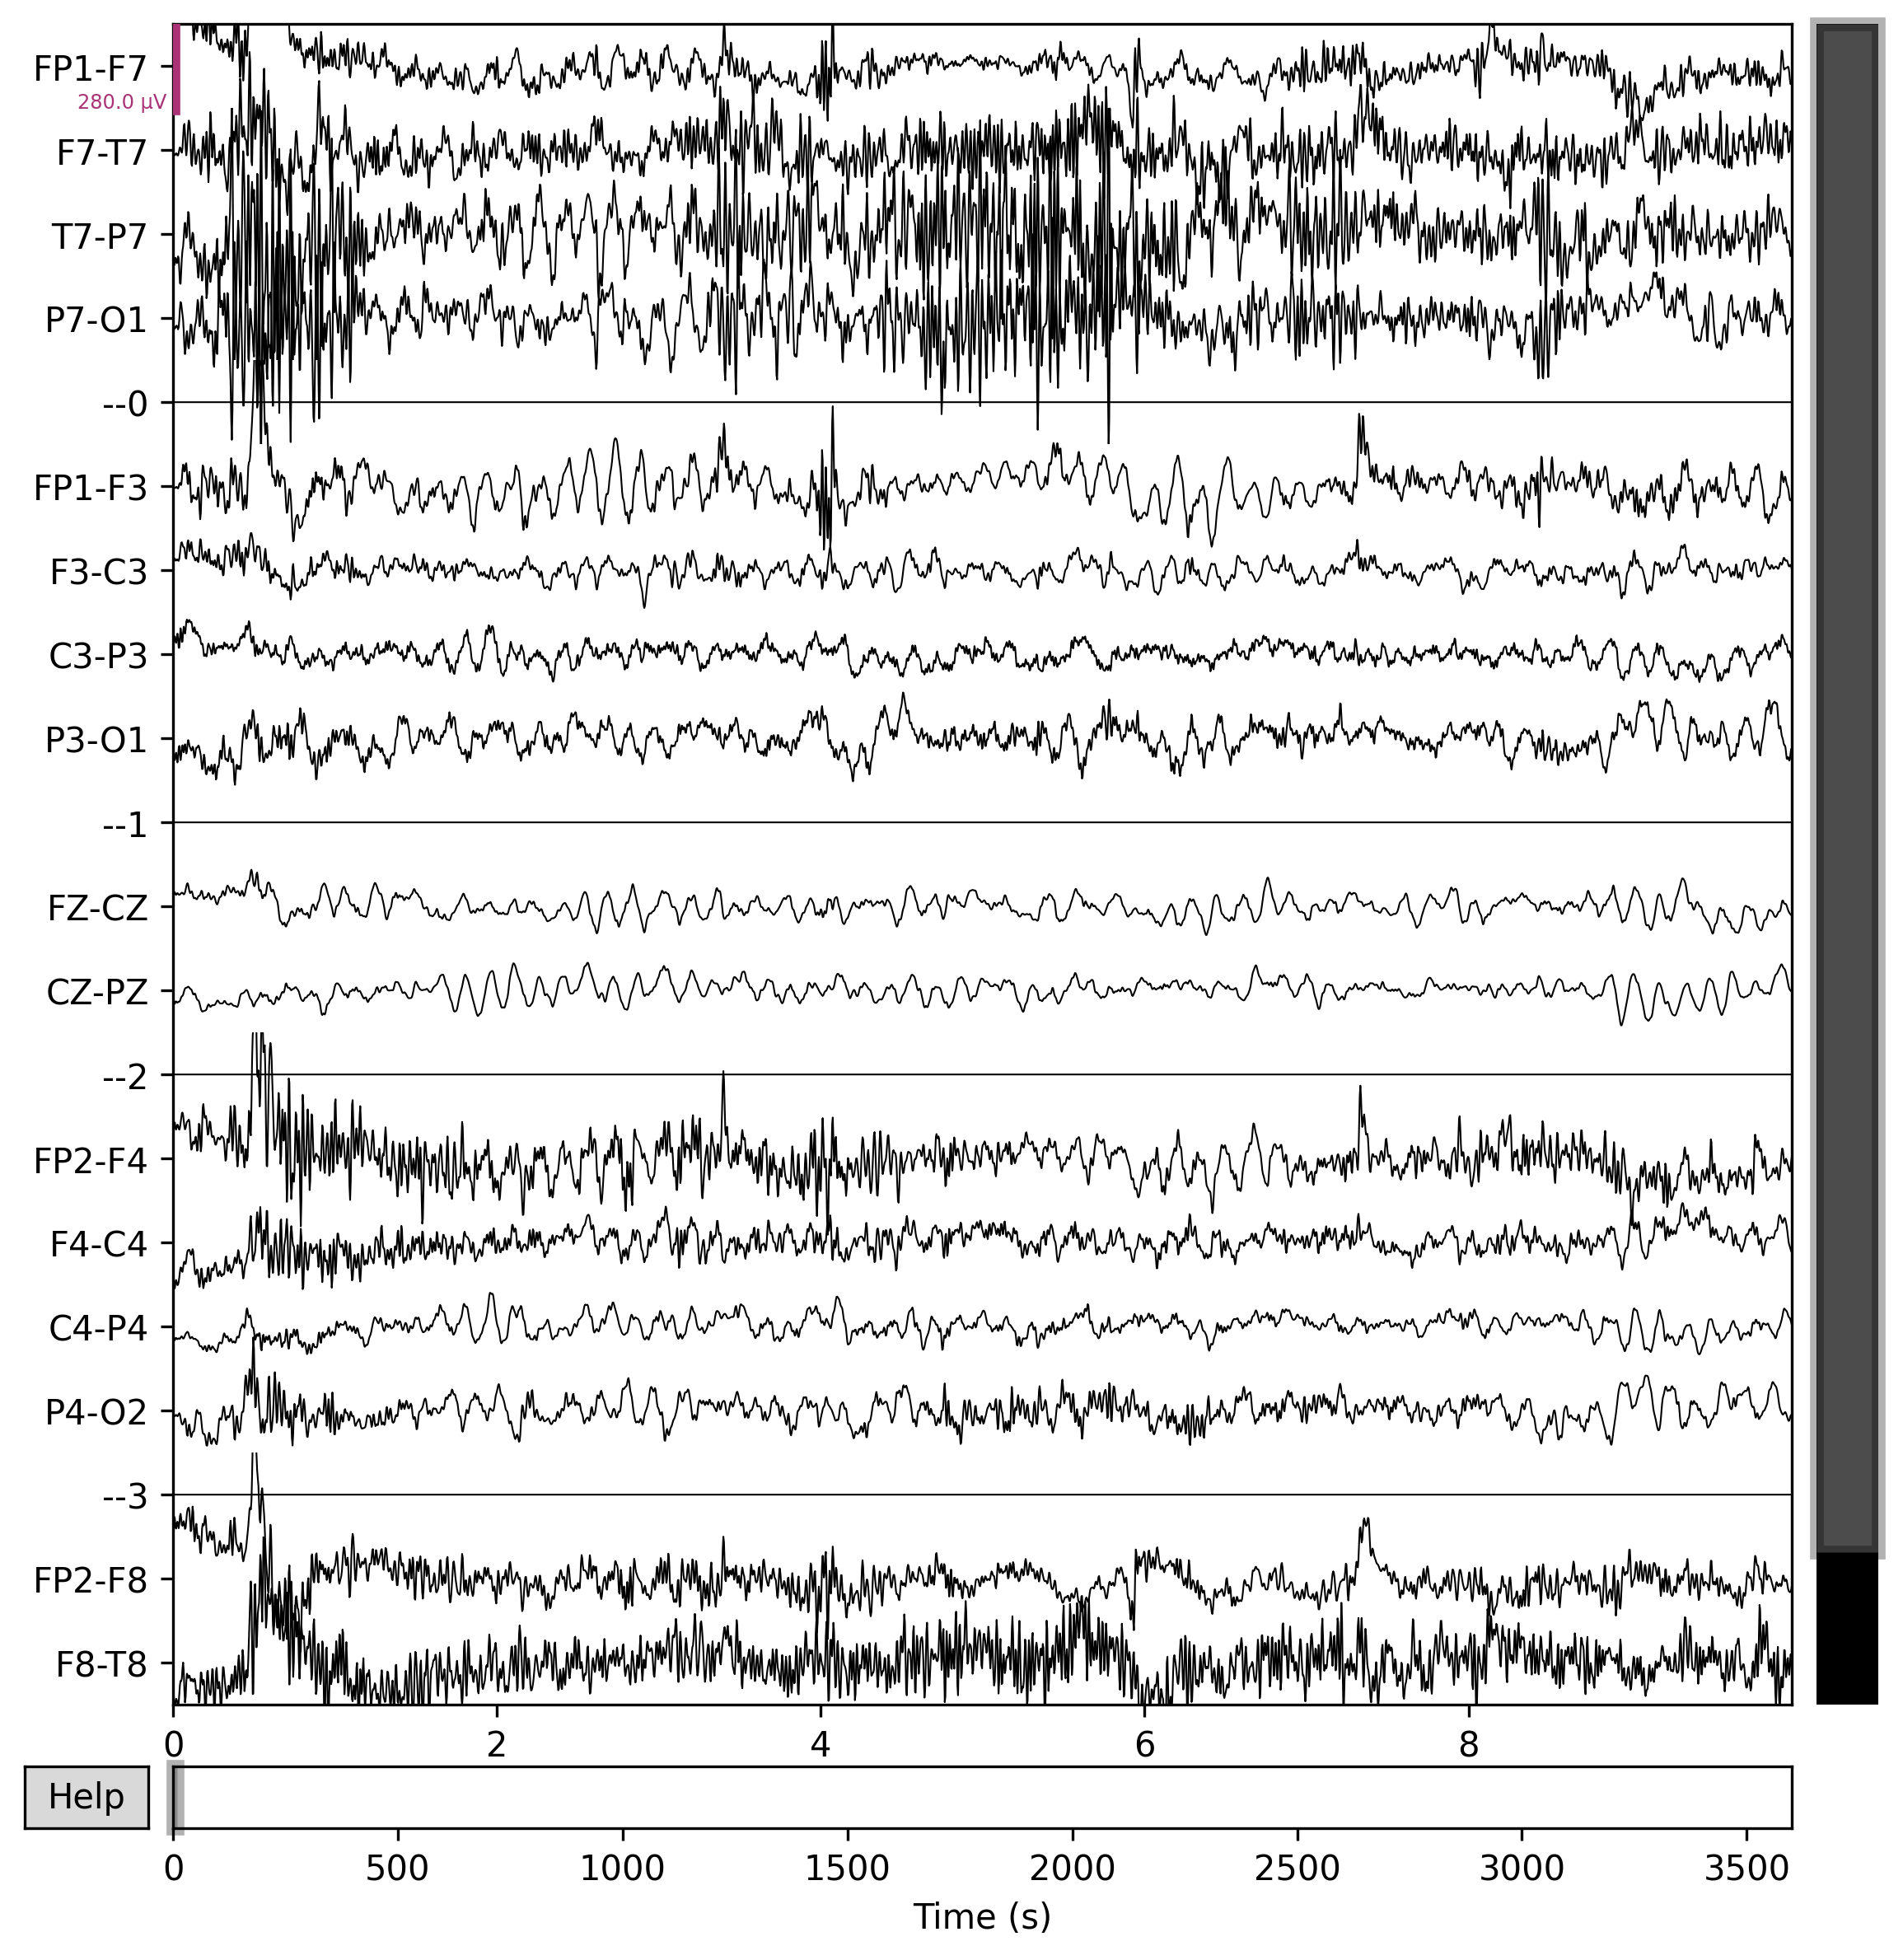 FP1-F7
280.0 µV
F7-T7
T7-P7
P7-O1
--0
FP1-F3
F3-C3
C3-P3
P3-O1
--1
FZ-CZ
CZ-PZ
--2
FP2-F4
F4-C4
C4-P4
P4-O2
--3
FP2-F8
F8-T8
0 2 4 6 8
Help
0 500 1000 1500 2000 2500 3000 3500
Time (s)